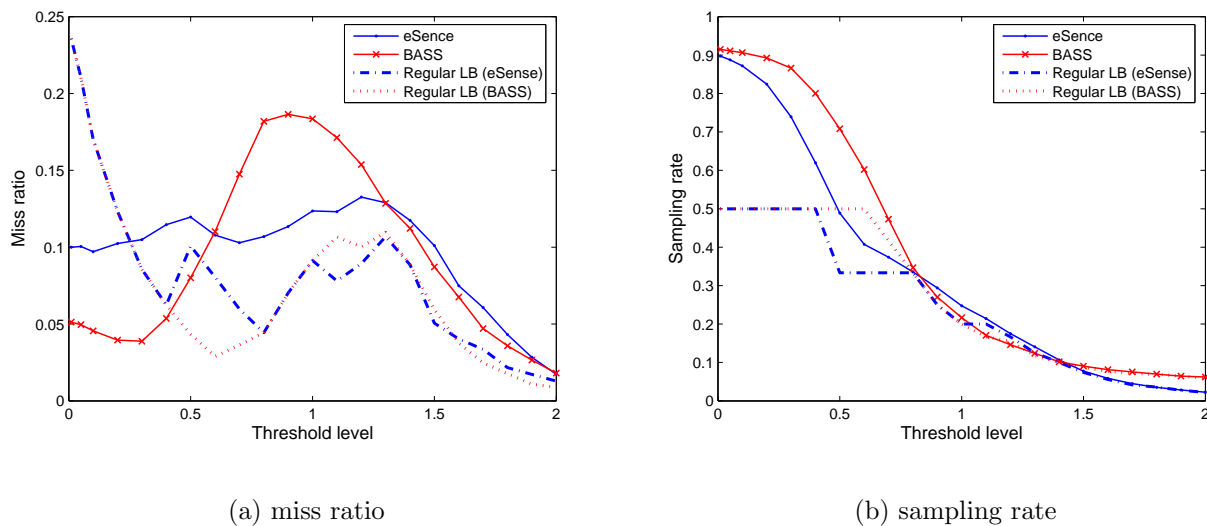 0.25
0.2
0.15
0.1
0.05
0
0
0.5
1
1.5
2
Threshold level
Miss ratio
eSence
BASS
Regular LB (eSense)
Regular LB (BASS)
(a) miss ratio
1
0.9
0.8
0.7
0.6
0.5
0.4
0.3
0.2
0.1
0
0
0.5
1
1.5
2
Threshold level
Sampling rate
eSence
BASS
Regular LB (eSense)
Regular LB (BASS)
(b) sampling rate